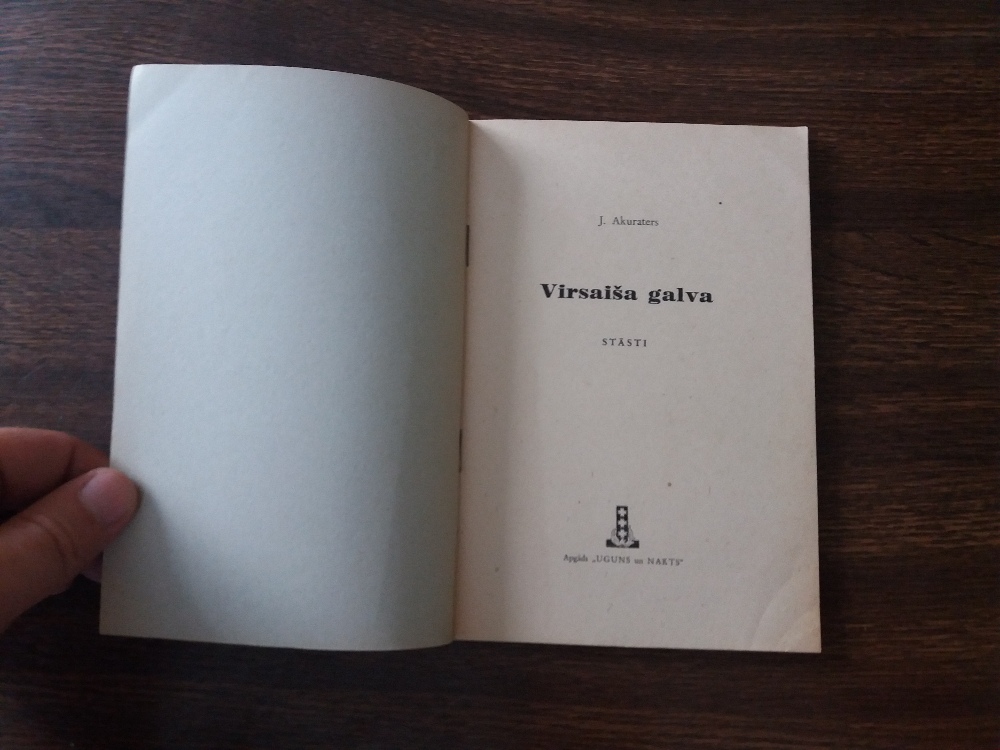 J. Akuraters
Virsaiša galva
STĀSTI
Apgāds „UGUNS un NAKTS"